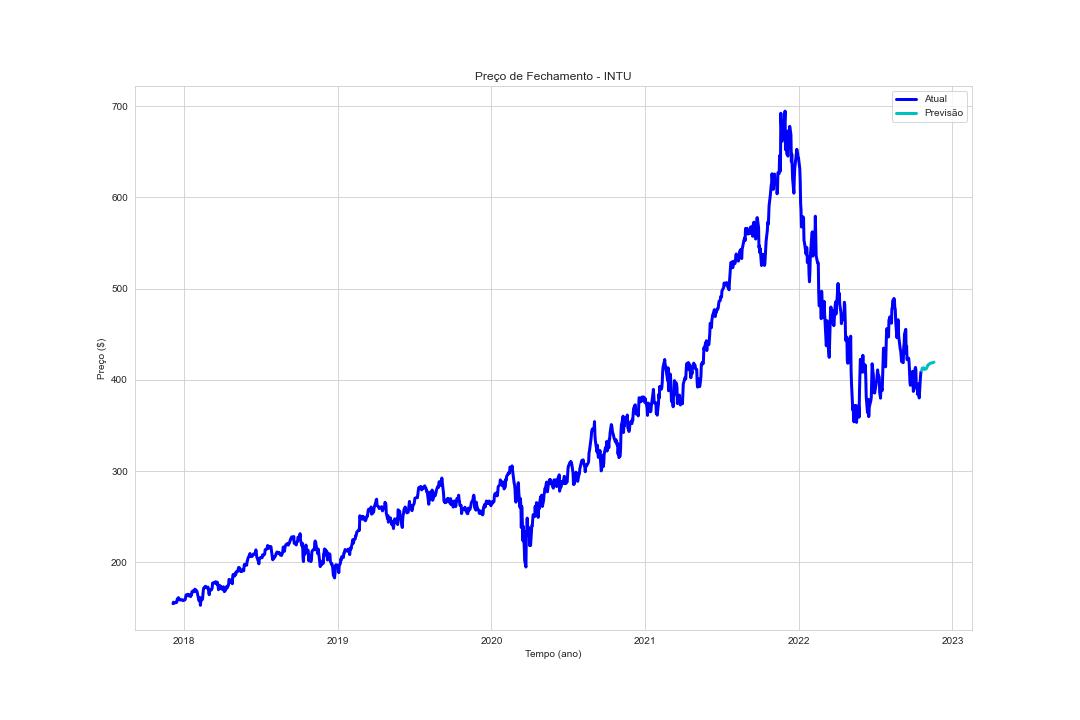 Preço de Fechamento - INTU
Atual
Previsão
700
600
500
400
300
200
Preço ($)
2018 2019 2020 2021 2022 2023
Tempo (ano)